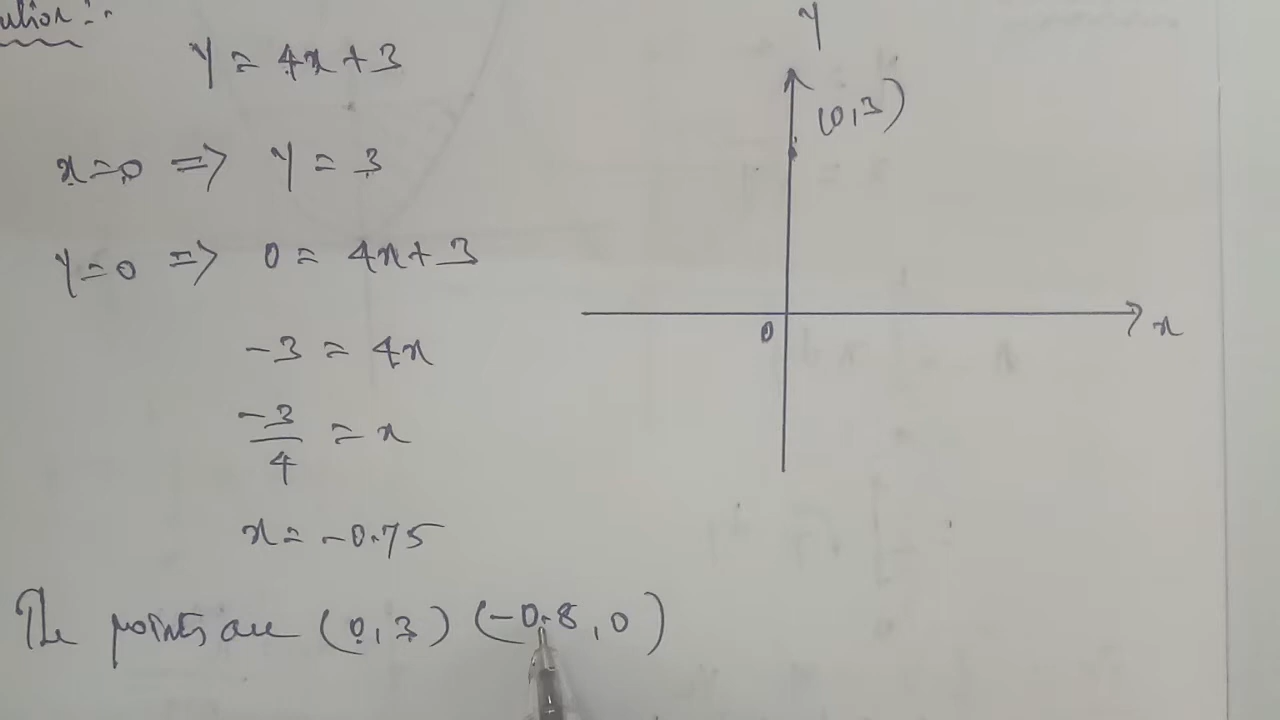 Y = 4x + 3
x = 0 => Y = 3
Y = 0 => 0 = 4x + 3
-3 = 4x
-3/4 = x
x = -0.75
The points are (0,3) (-0.8,0)
Y
(0,3)
0
x